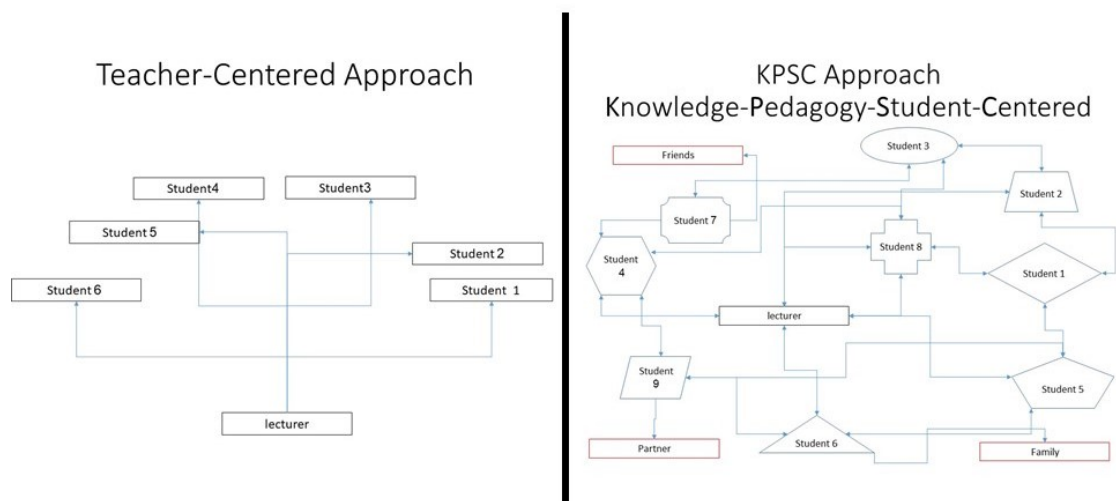 Teacher-Centered Approach
Student4
Student3
Student 5
Student 2
Student6
Student 1
lecturer
KPSC Approach
Knowledge-Pedagogy-Student-Centered
Student 3
Friends
Student 2
Student 7
Student 8
Student
4
Student 1
lecturer
Student
9
Student 5
Student 6
Partner
Family